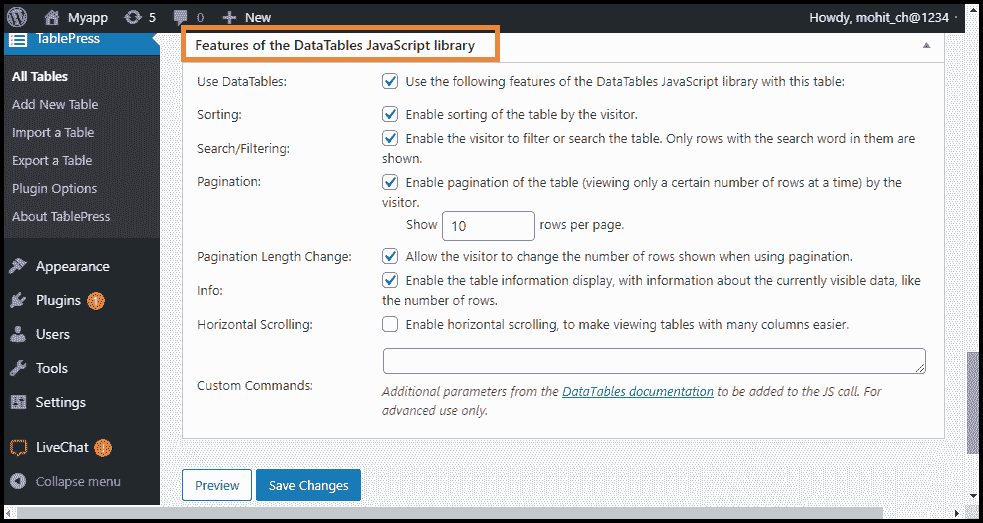 Myapp 5 0 + New Howdy, mohit_ch@1234
TablePress
All Tables
Add New Table
Import a Table
Export a Table
Plugin Options
About TablePress
Appearance
Plugins 1
Users
Tools
Settings
LiveChat 1
Collapse menu
Features of the DataTables JavaScript library
Use DataTables: Use the following features of the DataTables JavaScript library with this table:
Sorting: Enable sorting of the table by the visitor.
Search/Filtering: Enable the visitor to filter or search the table. Only rows with the search word in them are
shown.
Pagination: Enable pagination of the table (viewing only a certain number of rows at a time) by the
visitor.
Show 10 rows per page.
Pagination Length Change: Allow the visitor to change the number of rows shown when using pagination.
Info: Enable the table information display, with information about the currently visible data, like
the number of rows.
Horizontal Scrolling: Enable horizontal scrolling, to make viewing tables with many columns easier.
Custom Commands: Additional parameters from the DataTables documentation to be added to the JS call. For
advanced use only.
Preview Save Changes